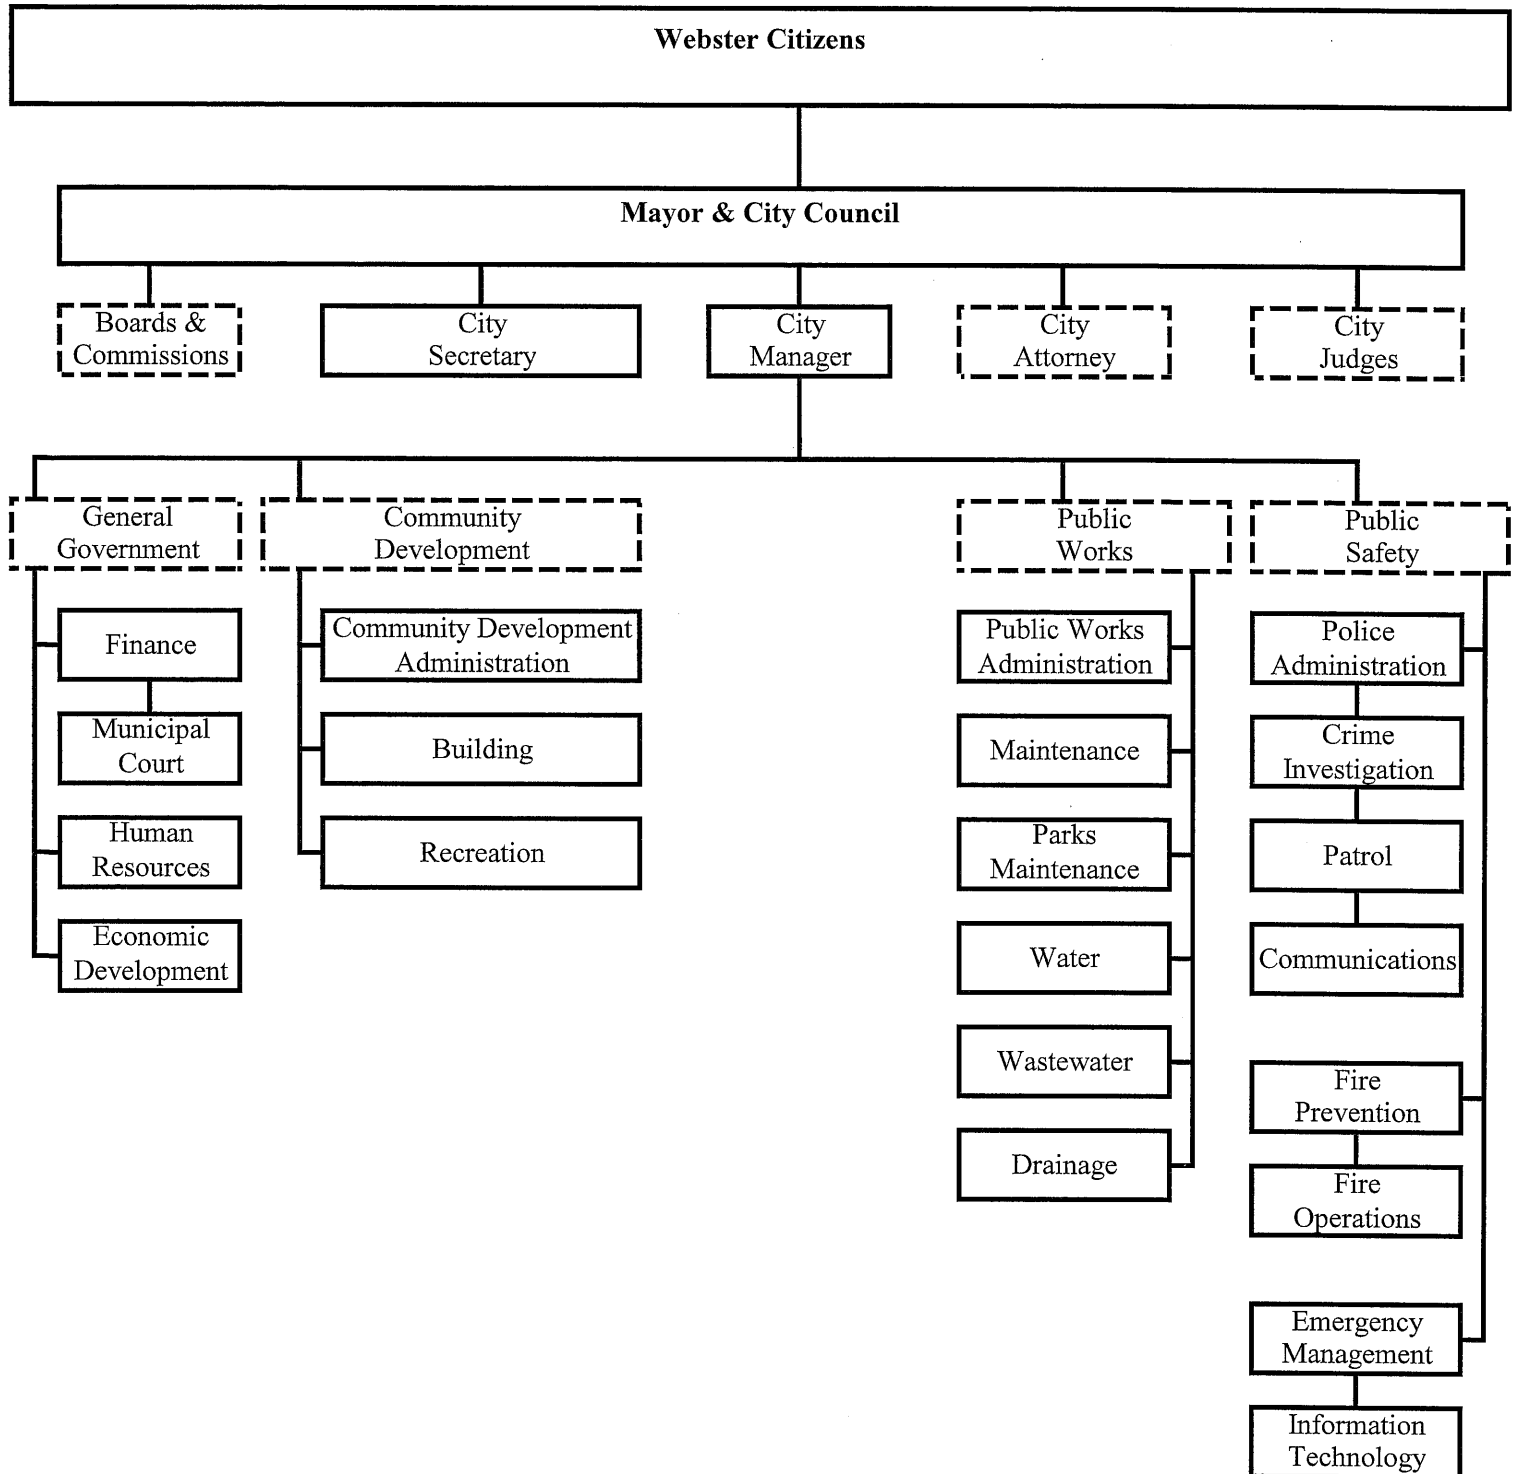 Webster Citizens
Mayor & City Council
Boards &
Commissions
City
Secretary
City
Manager
City
Attorney
City
Judges
General
Government
Community
Development
Public
Works
Public
Safety
Finance
Municipal
Court
Human
Resources
Economic
Development
Community Development
Administration
Building
Recreation
Public Works
Administration
Maintenance
Parks
Maintenance
Water
Wastewater
Drainage
Police
Administration
Crime
Investigation
Patrol
Communications
Fire
Prevention
Fire
Operations
Emergency
Management
Information
Technology